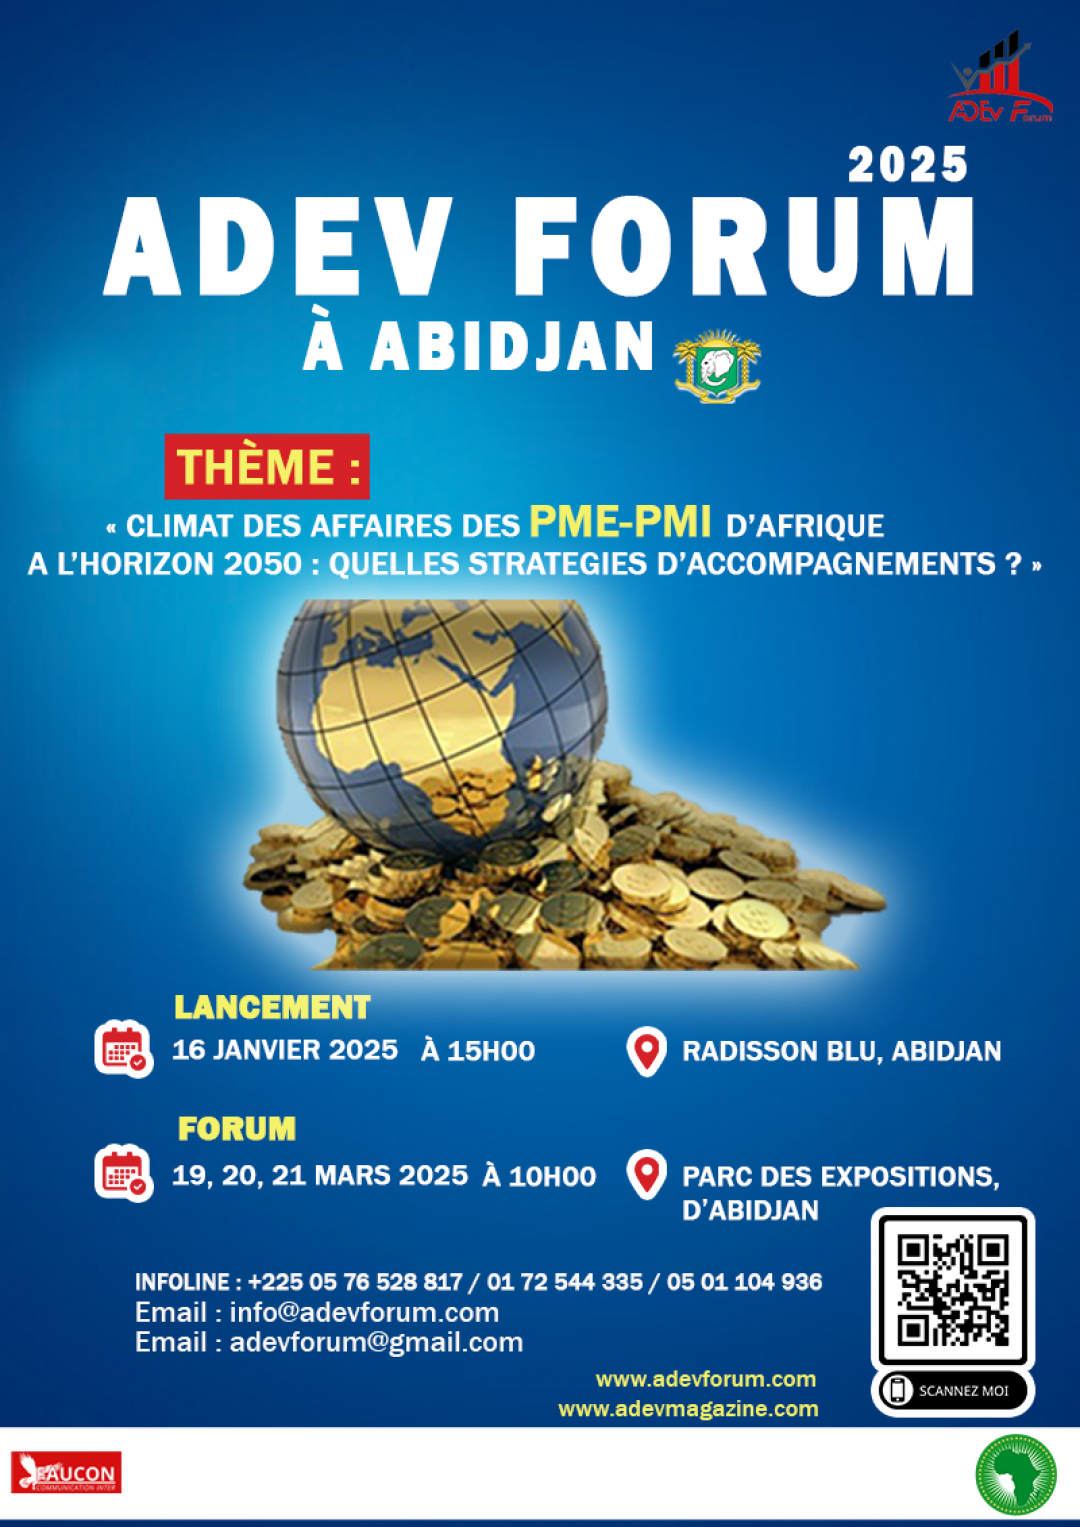 ADEV Forum
2025
ADEV FORUM
À ABIDJAN
THÈME :
« CLIMAT DES AFFAIRES DES PME-PMI D’AFRIQUE
A L’HORIZON 2050 : QUELLES STRATEGIES D’ACCOMPAGNEMENTS ? »
LANCEMENT
16 JANVIER 2025 À 15H00
RADISSON BLU, ABIDJAN
FORUM
19, 20, 21 MARS 2025 À 10H00
PARC DES EXPOSITIONS,
D’ABIDJAN
INFOLINE : +225 05 76 528 817 / 01 72 544 335 / 05 01 104 936
Email : info@adevforum.com
Email : adevforum@gmail.com
www.adevforum.com
www.adevmagazine.com
SCANNEZ MOI
FAUCON
COMMUNICATION INTER